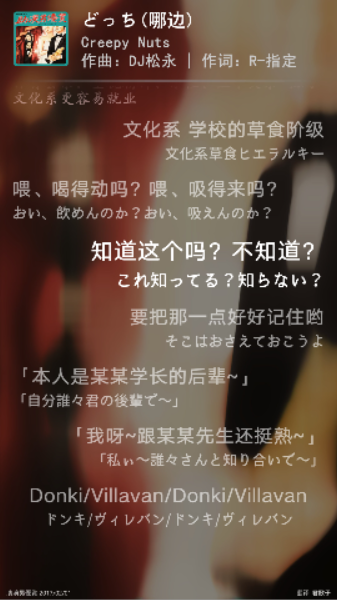 どっち(哪边)
Creepy Nuts
作曲: DJ松永 | 作词: R-指定
文化系更容易就业
文化系 学校的草食阶级
文化系草食ヒエラルキー
喂、喝得动吗? 喂、吸得来吗?
おい、飲めんのか？おい、吸えんのか？
知道这个吗? 不知道?
これ知ってる？知らない？
要把那一点好好记住哟
そこはおさえておこうよ
「本人是某某学长的后辈~」
「自分誰々君の後輩で〜」
「我呀~跟某某先生还挺熟~」
「私ぃ〜誰々さんと知り合いで〜」
Donki/Villavan/Donki/Villavan
ドンキ/ヴィレバン/ドンキ/ヴィレバン